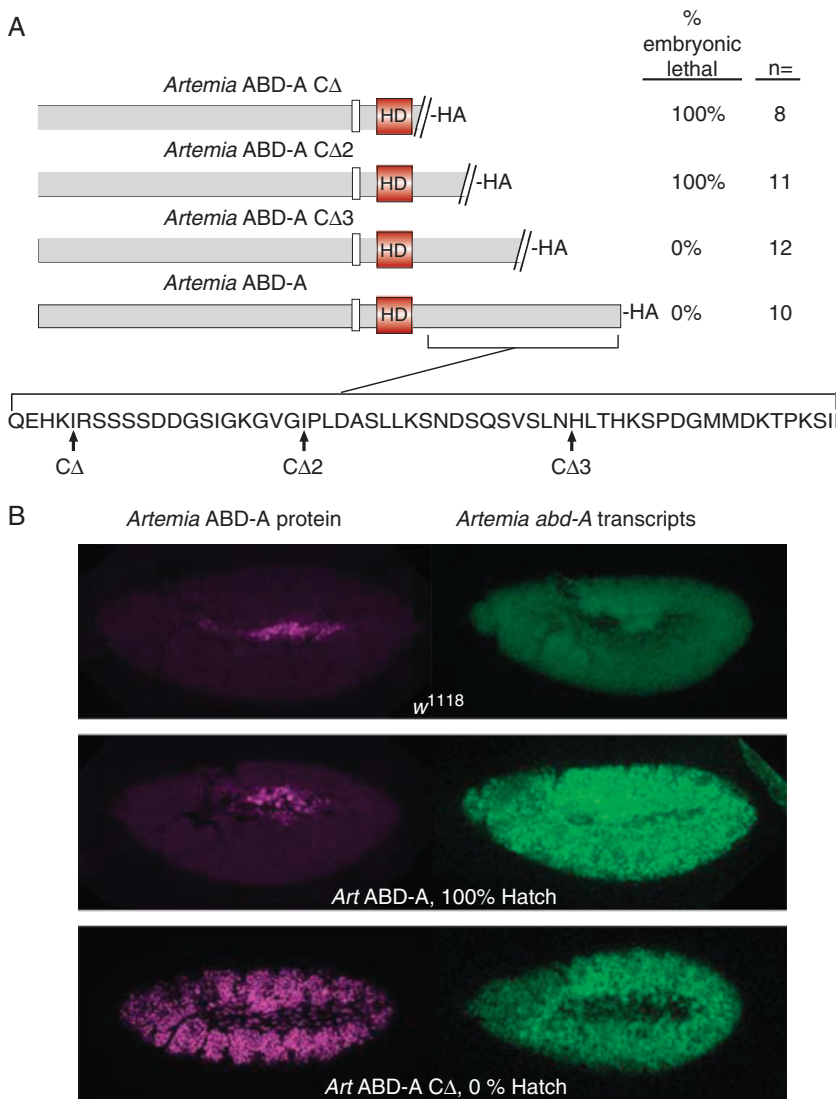 A
%
embryonic
lethal
n=
Artemia ABD-A CΔ
HD
-HA
100%
8
Artemia ABD-A CΔ2
HD
-HA
100%
11
Artemia ABD-A CΔ3
HD
-HA
0%
12
Artemia ABD-A
HD
-HA
0%
10
QEHKIRSSSSDDGSIGKGVGIPLDASLLKSNDSQSVSLNHLTHKSPDGMMDKTPKSII
CΔ
CΔ2
CΔ3
B
Artemia ABD-A protein
Artemia abd-A transcripts
w1118
Art ABD-A, 100% Hatch
Art ABD-A CΔ, 0 % Hatch